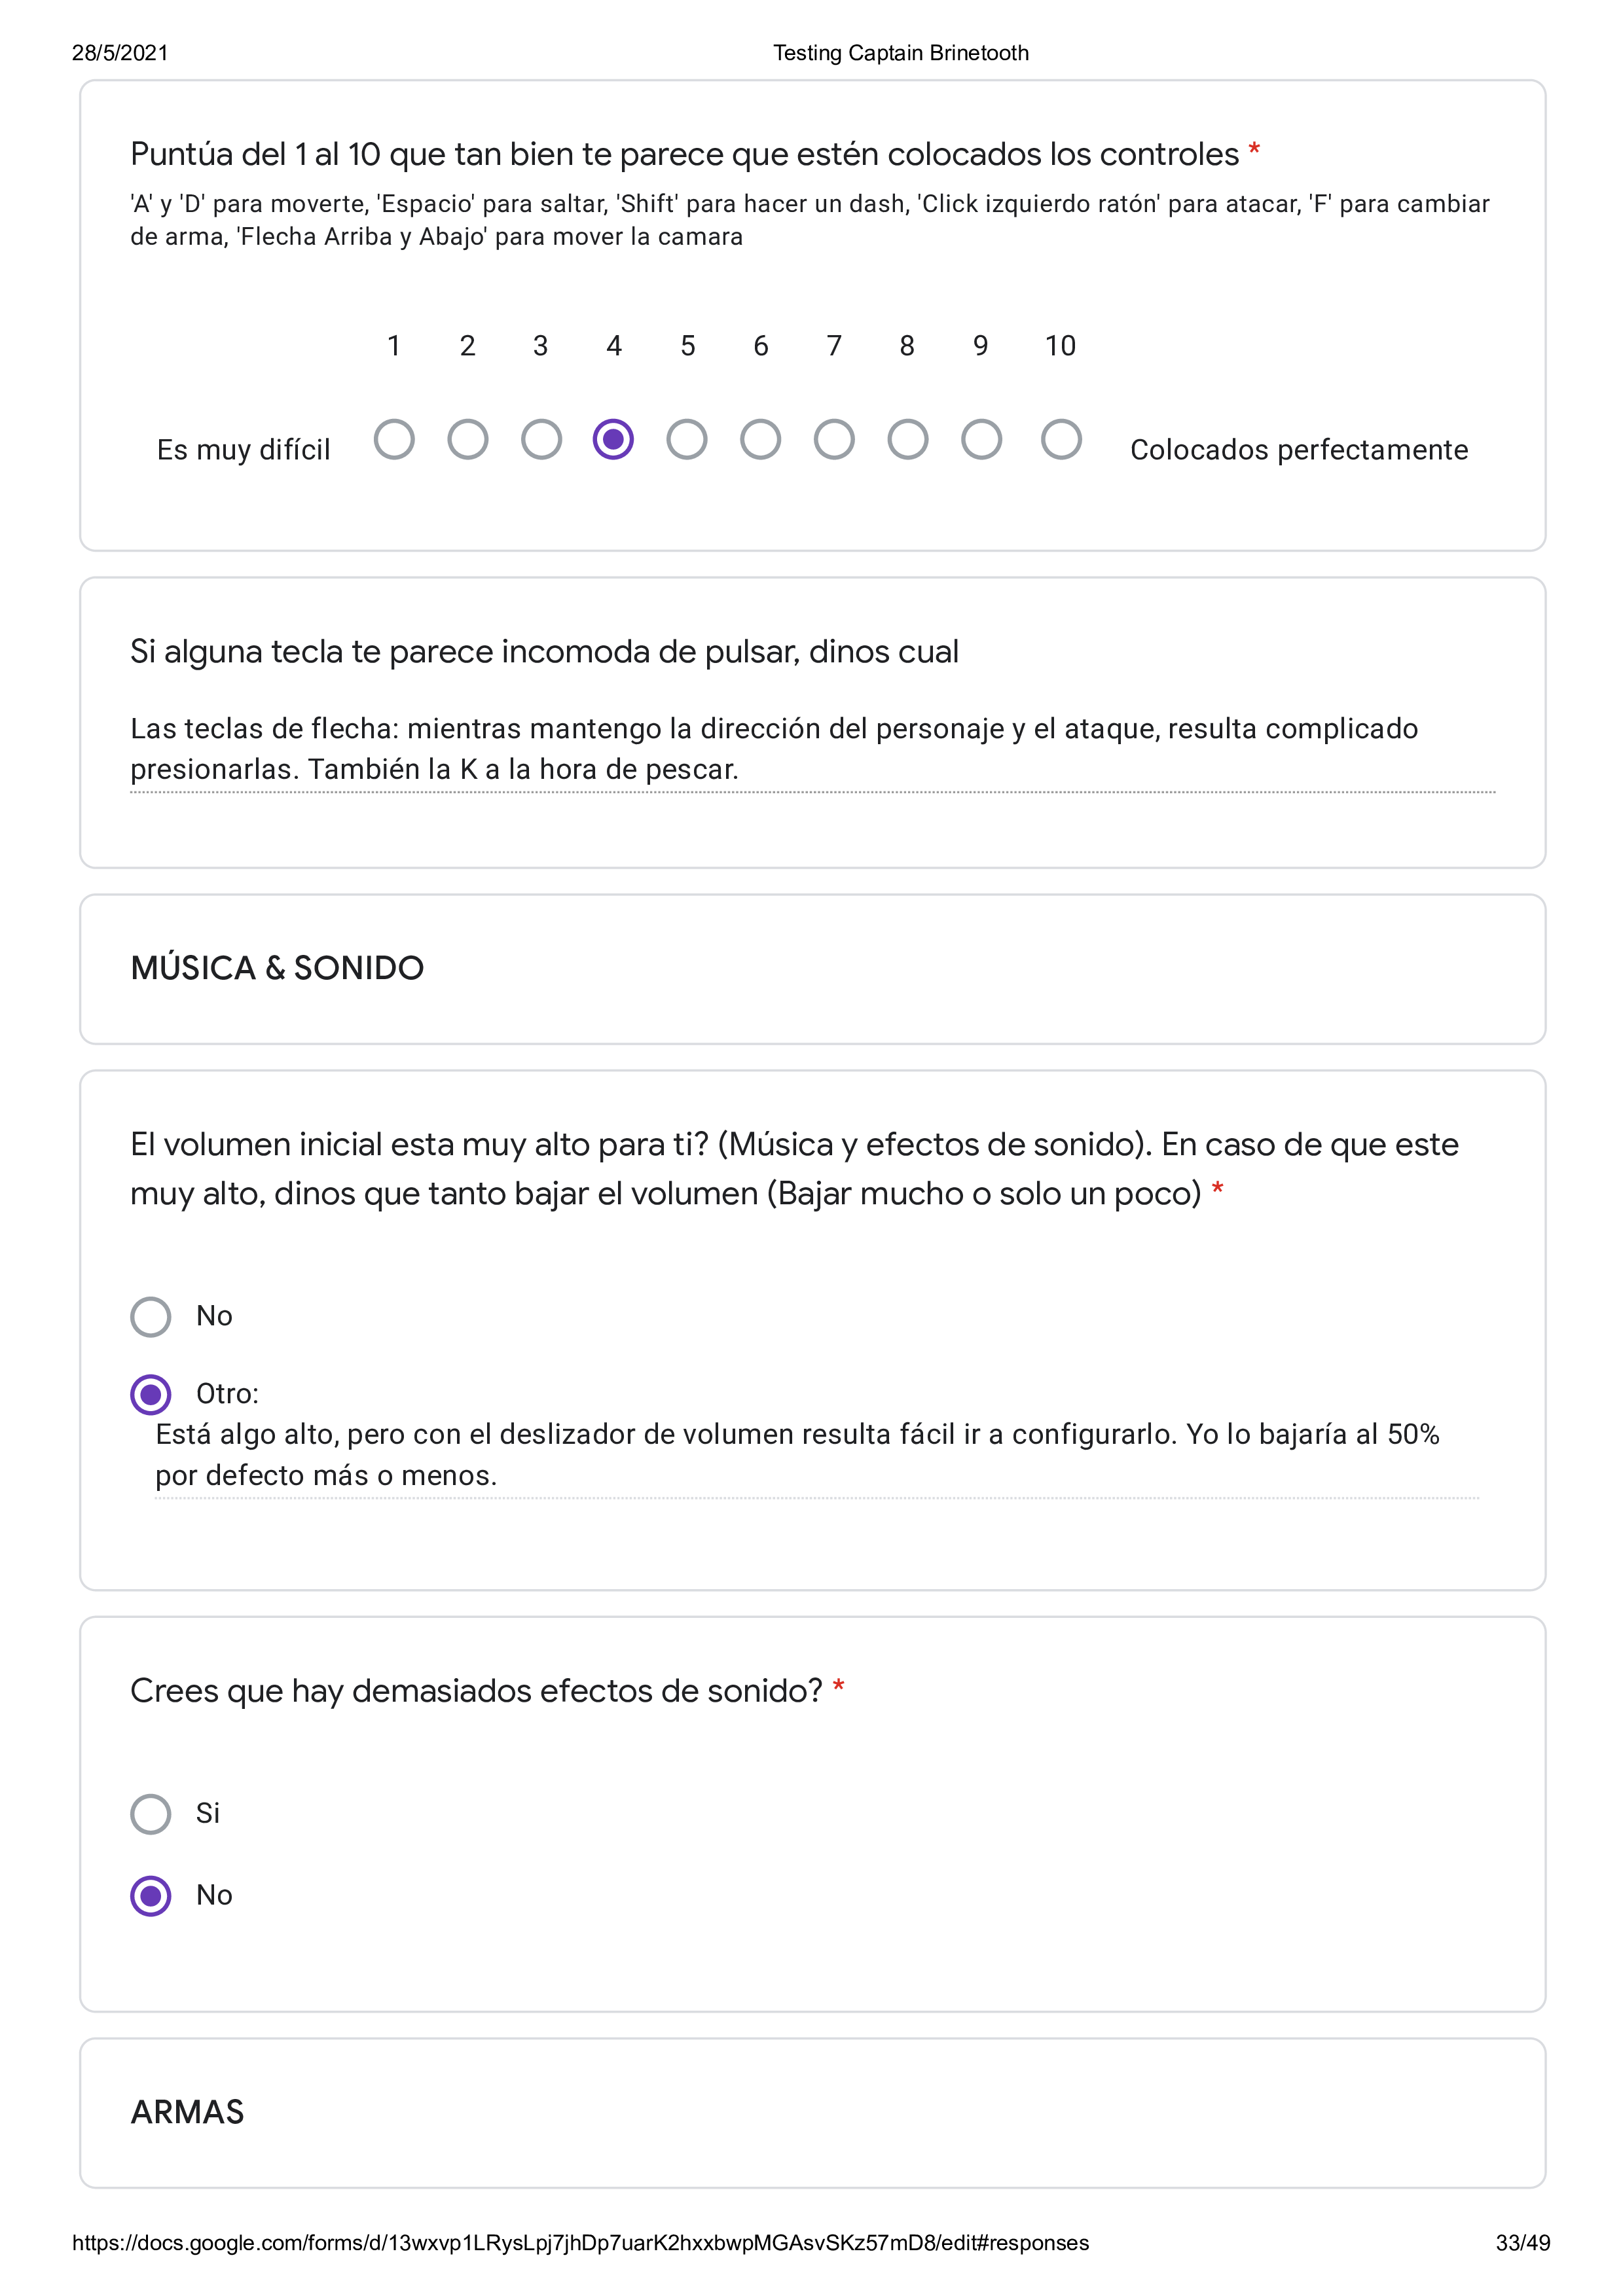 28/5/2021 Testing Captain Brinetooth
Puntúa del 1 al 10 que tan bien te parece que estén colocados los controles *
'A' y 'D' para moverte, 'Espacio' para saltar, 'Shift' para hacer un dash, 'Click izquierdo ratón' para atacar, 'F' para cambiar
de arma, 'Flecha Arriba y Abajo' para mover la camara
1 2 3 4 5 6 7 8 9 10
Es muy difícil Colocados perfectamente
Si alguna tecla te parece incomoda de pulsar, dinos cual
Las teclas de flecha: mientras mantengo la dirección del personaje y el ataque, resulta complicado
presionarlas. También la K a la hora de pescar.
MÚSICA & SONIDO
El volumen inicial esta muy alto para ti? (Música y efectos de sonido). En caso de que este
muy alto, dinos que tanto bajar el volumen (Bajar mucho o solo un poco) *
No
Otro:
Está algo alto, pero con el deslizador de volumen resulta fácil ir a configurarlo. Yo lo bajaría al 50%
por defecto más o menos.
Crees que hay demasiados efectos de sonido? *
Si
No
ARMAS
https://docs.google.com/forms/d/13wxvp1LRysLpj7jhDp7uarK2hxxbwpMGAsvSKz57mD8/edit#responses 33/49